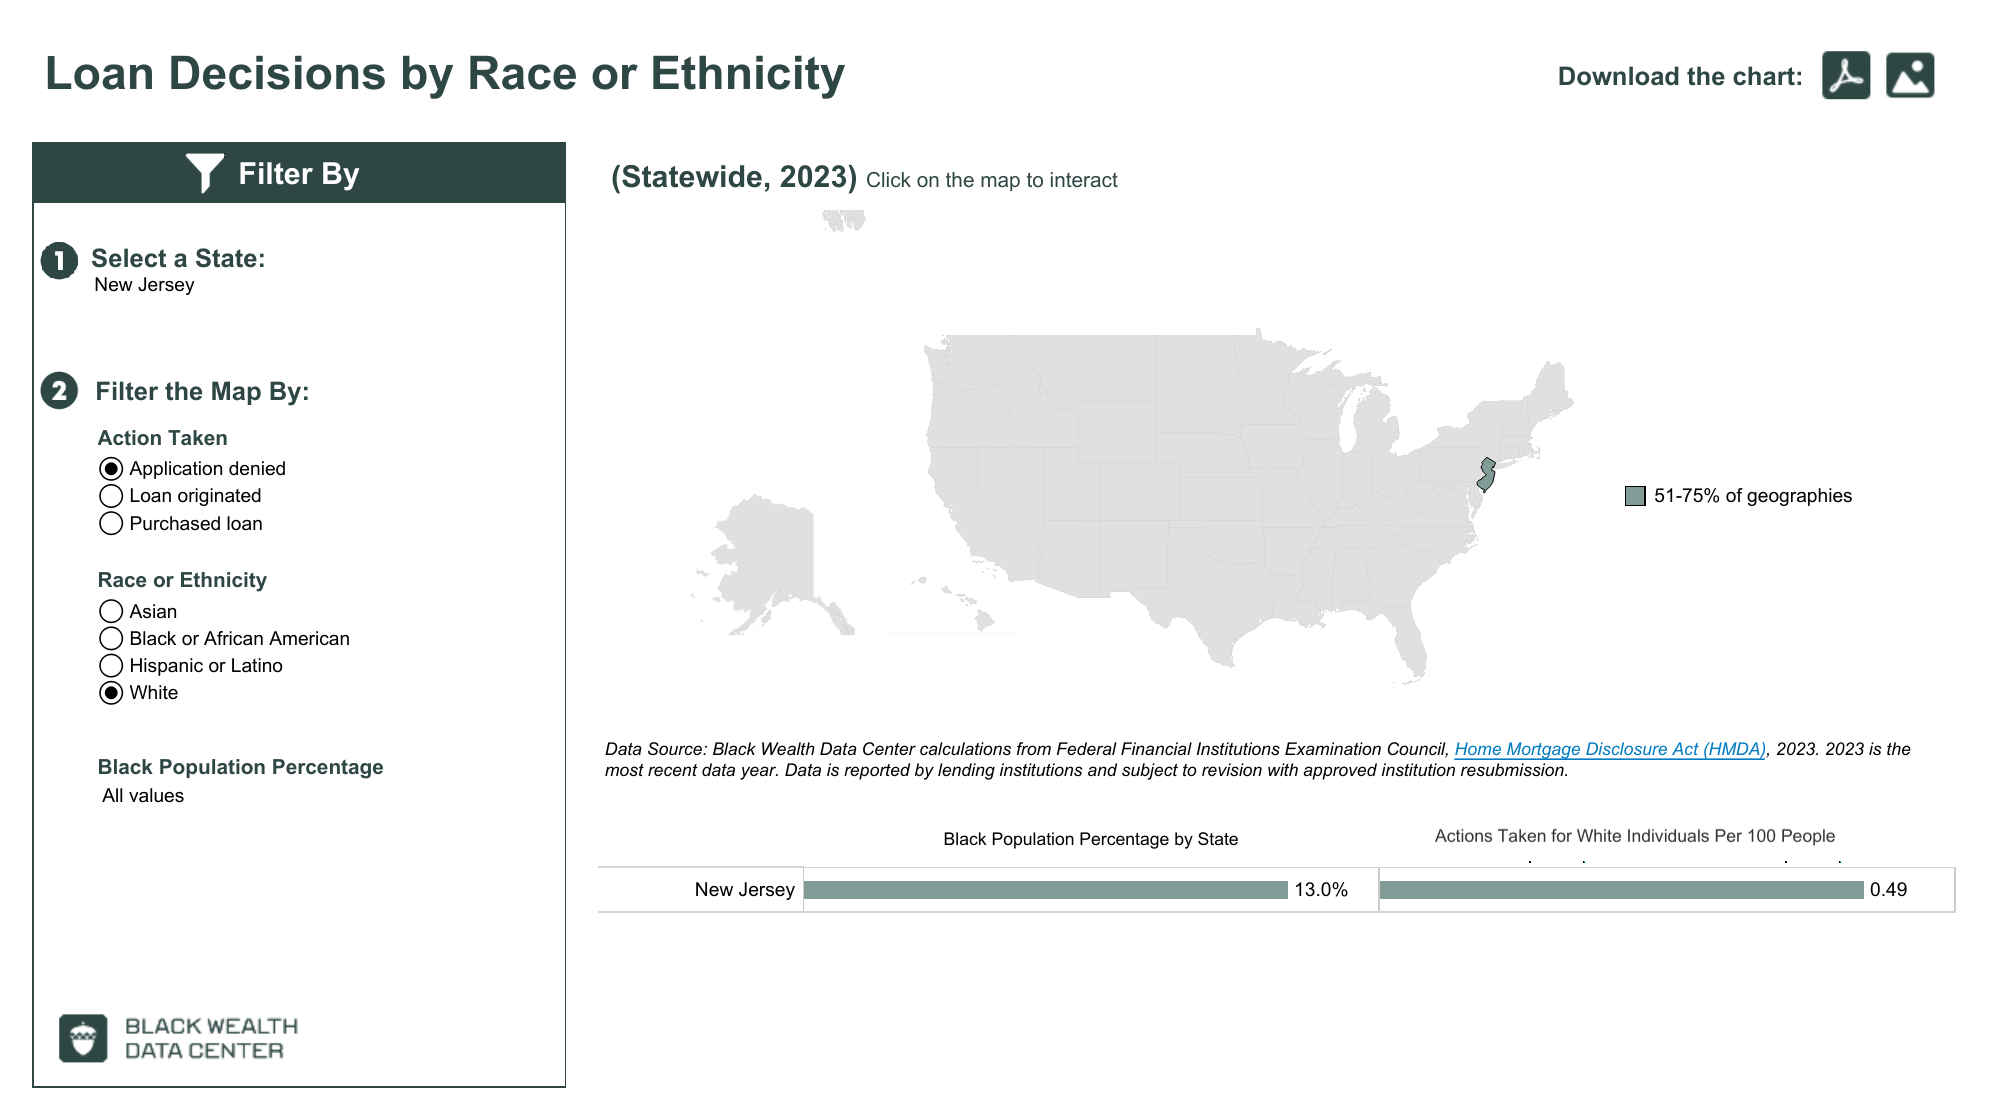 Loan Decisions by Race or Ethnicity
Download the chart:
Filter By
1 Select a State:
New Jersey
2 Filter the Map By:
Action Taken
Application denied
Loan originated
Purchased loan
Race or Ethnicity
Asian
Black or African American
Hispanic or Latino
White
Black Population Percentage
All values
BLACK WEALTH
DATA CENTER
(Statewide, 2023) Click on the map to interact
51-75% of geographies
Data Source: Black Wealth Data Center calculations from Federal Financial Institutions Examination Council, Home Mortgage Disclosure Act (HMDA), 2023. 2023 is the
most recent data year. Data is reported by lending institutions and subject to revision with approved institution resubmission.
Black Population Percentage by State
Actions Taken for White Individuals Per 100 People
New Jersey
13.0%
0.49